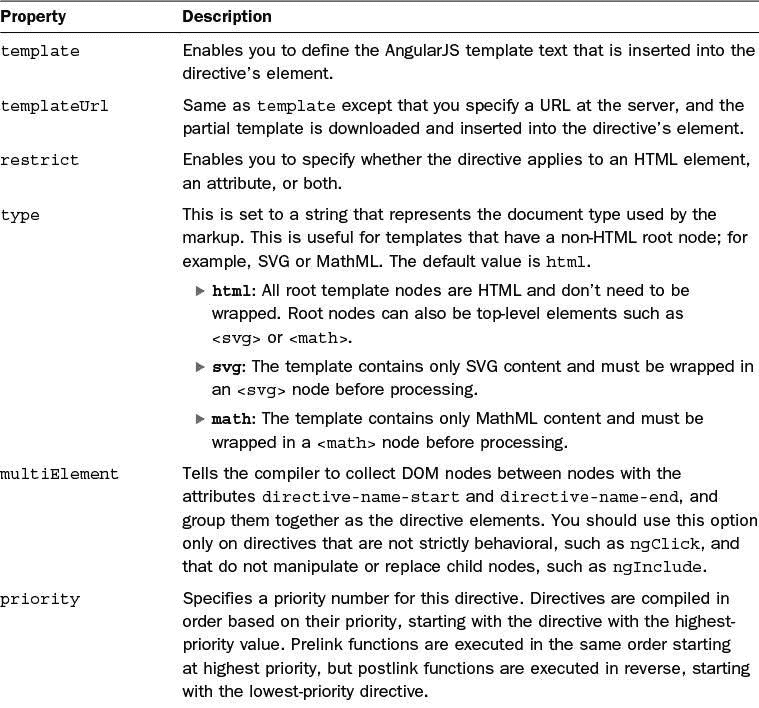 Property Description
template Enables you to define the AngularJS template text that is inserted into the
directive's element.
templateUrl Same as template except that you specify a URL at the server, and the
partial template is downloaded and inserted into the directive's element.
restrict Enables you to specify whether the directive applies to an HTML element,
an attribute, or both.
type This is set to a string that represents the document type used by the
markup. This is useful for templates that have a non-HTML root node; for
example, SVG or MathML. The default value is html.
▶ html: All root template nodes are HTML and don't need to be
wrapped. Root nodes can also be top-level elements such as
<svg> or <math>.
▶ svg: The template contains only SVG content and must be wrapped in
an <svg> node before processing.
▶ math: The template contains only MathML content and must be
wrapped in a <math> node before processing.
multiElement Tells the compiler to collect DOM nodes between nodes with the
attributes directive-name-start and directive-name-end, and
group them together as the directive elements. You should use this option
only on directives that are not strictly behavioral, such as ngClick, and
that do not manipulate or replace child nodes, such as ngInclude.
priority Specifies a priority number for this directive. Directives are compiled in
order based on their priority, starting with the directive with the highest-
priority value. Prelink functions are executed in the same order starting
at highest priority, but postlink functions are executed in reverse, starting
with the lowest-priority directive.